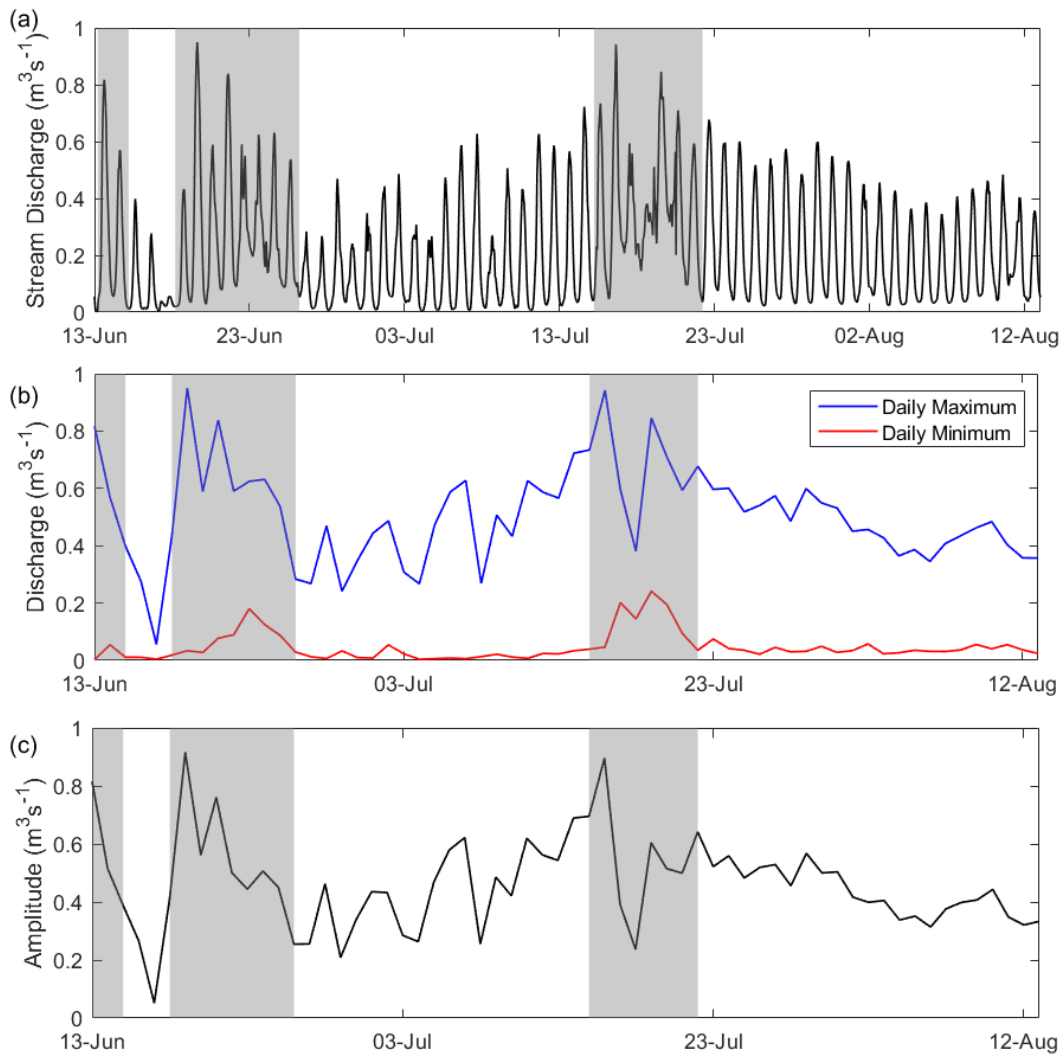 (a)
Stream Discharge (m³s⁻¹)
1
0.8
0.6
0.4
0.2
0
13-Jun 23-Jun 03-Jul 13-Jul 23-Jul 02-Aug 12-Aug
(b)
Discharge (m³s⁻¹)
1
0.8
0.6
0.4
0.2
0
Daily Maximum
Daily Minimum
13-Jun 03-Jul 23-Jul 12-Aug
(c)
Amplitude (m³s⁻¹)
1
0.8
0.6
0.4
0.2
0
13-Jun 03-Jul 23-Jul 12-Aug